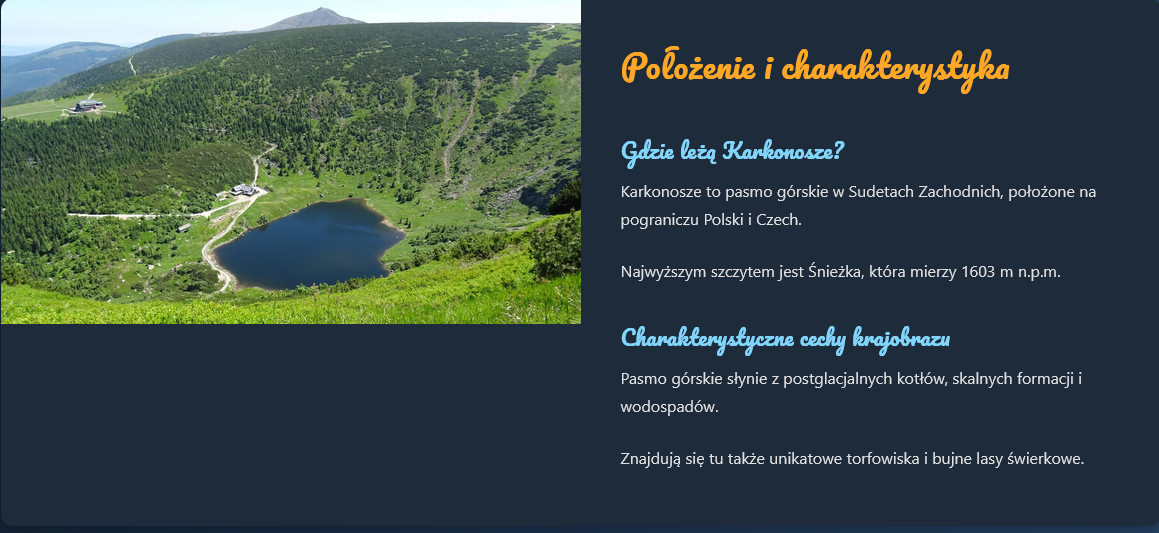 Położenie i charakterystyka
Gdzie leżą Karkonosze?
Karkonosze to pasmo górskie w Sudetach Zachodnich, położone na
pograniczu Polski i Czech.
Najwyższym szczytem jest Śnieżka, która mierzy 1603 m n.p.m.
Charakterystyczne cechy krajobrazu
Pasmo górskie słynie z postglacjalnych kotłów, skalnych formacji i
wodospadów.
Znajdują się tu także unikatowe torfowiska i bujne lasy świerkowe.